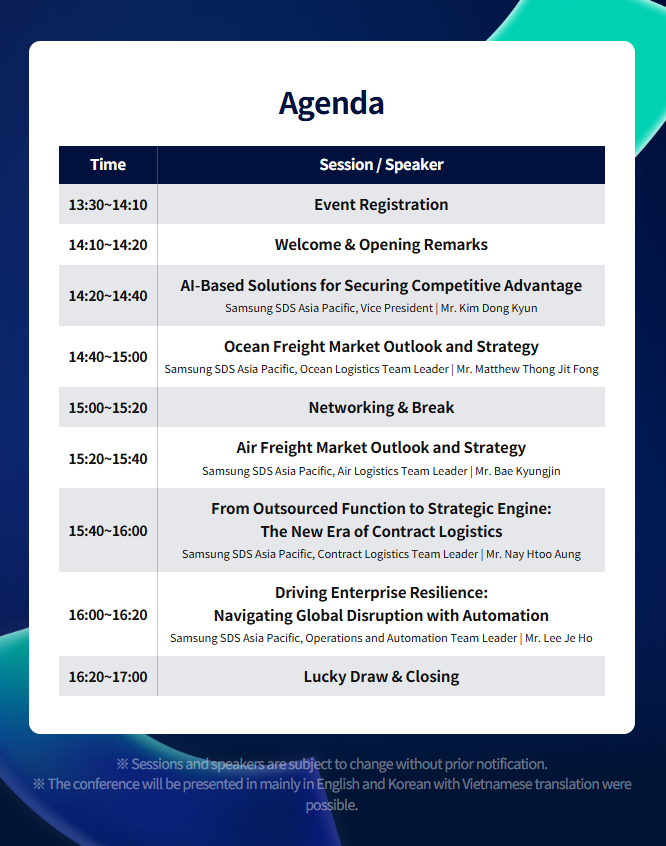 Agenda
Time
Session / Speaker
13:30~14:10
Event Registration
14:10~14:20
Welcome & Opening Remarks
14:20~14:40
AI-Based Solutions for Securing Competitive Advantage
Samsung SDS Asia Pacific, Vice President | Mr. Kim Dong Kyun
14:40~15:00
Ocean Freight Market Outlook and Strategy
Samsung SDS Asia Pacific, Ocean Logistics Team Leader | Mr. Matthew Thong Jit Fong
15:00~15:20
Networking & Break
15:20~15:40
Air Freight Market Outlook and Strategy
Samsung SDS Asia Pacific, Air Logistics Team Leader | Mr. Bae Kyungjin
15:40~16:00
From Outsourced Function to Strategic Engine:
The New Era of Contract Logistics
Samsung SDS Asia Pacific, Contract Logistics Team Leader | Mr. Nay Htoo Aung
16:00~16:20
Driving Enterprise Resilience:
Navigating Global Disruption with Automation
Samsung SDS Asia Pacific, Operations and Automation Team Leader | Mr. Lee Je Ho
16:20~17:00
Lucky Draw & Closing
※ Sessions and speakers are subject to change without prior notification.
※ The conference will be presented in mainly in English and Korean with Vietnamese translation were
possible.